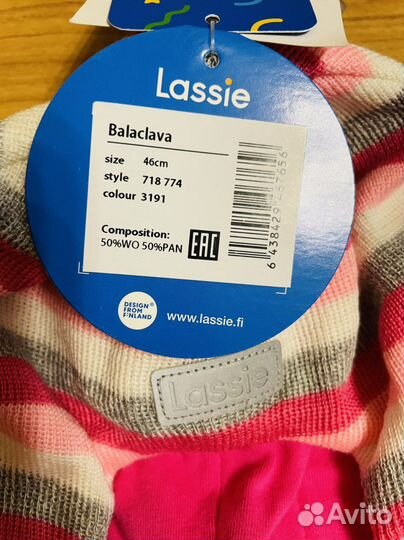 Lassie
Balaclava
size 46cm
style 718 774
colour 3191
Composition:
50%WO 50%PAN
EAC
DESIGN
FROM
FINLAND
www.lassie.fi
Lassie
Avito